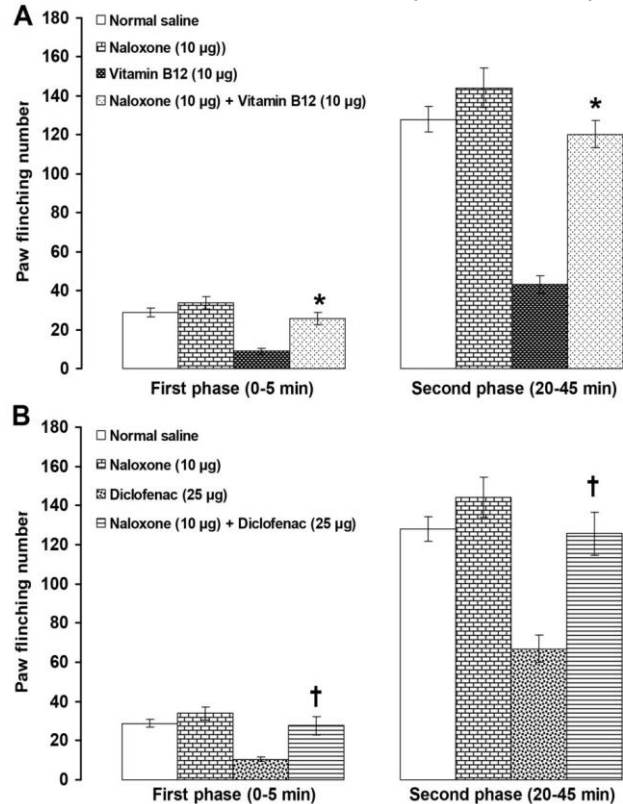 A
180
160
140
120
100
80
60
40
20
0
Paw flinching number
Normal saline
Naloxone (10 µg))
Vitamin B12 (10 µg)
Naloxone (10 µg) + Vitamin B12 (10 µg)
*
*
First phase (0-5 min)
Second phase (20-45 min)
B
180
160
140
120
100
80
60
40
20
0
Paw flinching number
Normal saline
Naloxone (10 µg)
Diclofenac (25 µg)
Naloxone (10 µg) + Diclofenac (25 µg)
†
†
First phase (0-5 min)
Second phase (20-45 min)